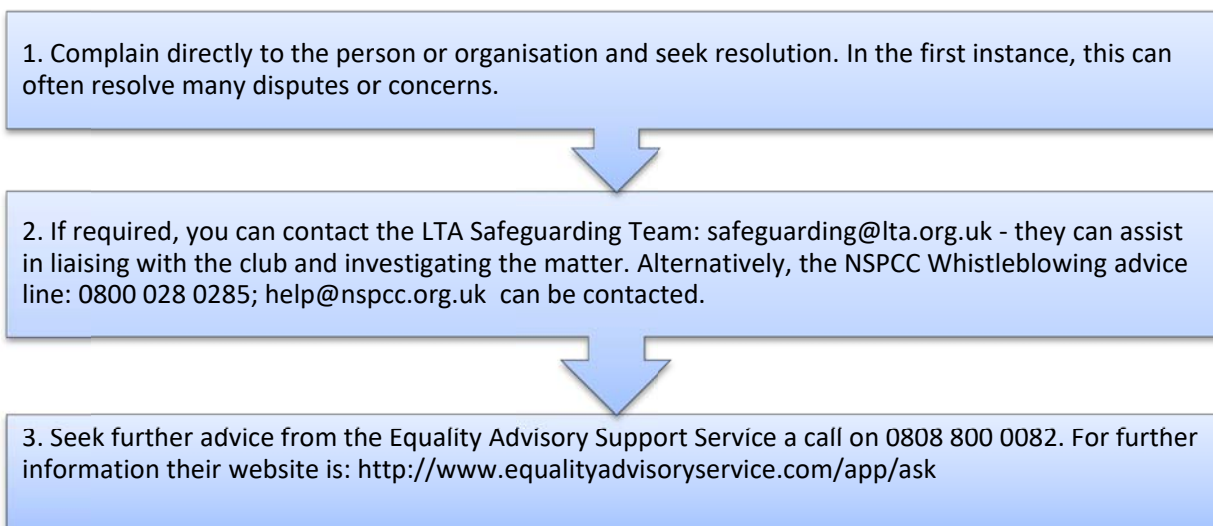 1. Complain directly to the person or organisation and seek resolution. In the first instance, this can
often resolve many disputes or concerns.
2. If required, you can contact the LTA Safeguarding Team: safeguarding@lta.org.uk - they can assist
in liaising with the club and investigating the matter. Alternatively, the NSPCC Whistleblowing advice
line: 0800 028 0285; help@nspcc.org.uk can be contacted.
3. Seek further advice from the Equality Advisory Support Service a call on 0808 800 0082. For further
information their website is: http://www.equalityadvisoryservice.com/app/ask